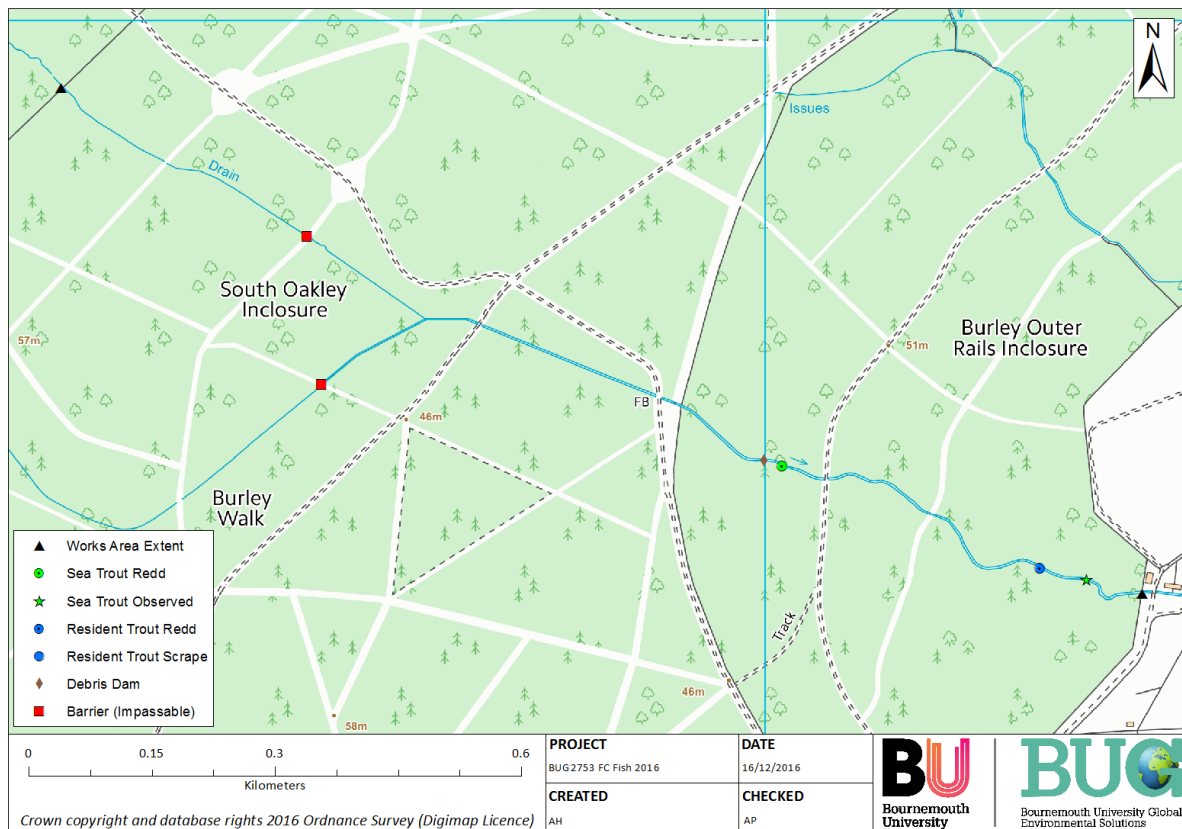 N
Issues
Drain
South Oakley
Inclosure
57m
Burley Outer
Rails Inclosure
51m
FB
46m
Burley
Walk
Track
46m
58m
Works Area Extent
Sea Trout Redd
Sea Trout Observed
Resident Trout Redd
Resident Trout Scrape
Debris Dam
Barrier (Impassable)
0 0.15 0.3 0.6
Kilometers
Crown copyright and database rights 2016 Ordnance Survey (Digimap Licence)
PROJECT
BUG2753 FC Fish 2016
DATE
16/12/2016
CREATED
AH
CHECKED
AP
BU
Bournemouth
University
BUG
Bournemouth University Global
Environmental Solutions